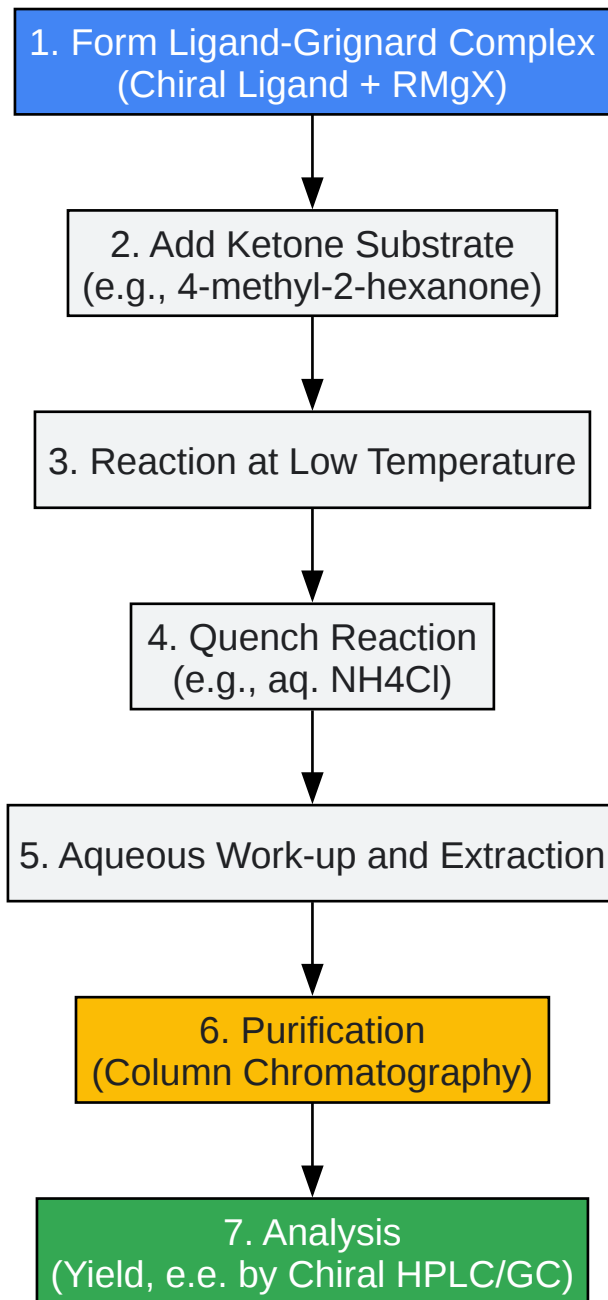 1. Form Ligand-Grignard Complex
(Chiral Ligand + RMgX)
2. Add Ketone Substrate
(e.g., 4-methyl-2-hexanone)
3. Reaction at Low Temperature
4. Quench Reaction
(e.g., aq. NH4Cl)
5. Aqueous Work-up and Extraction
6. Purification
(Column Chromatography)
7. Analysis
(Yield, e.e. by Chiral HPLC/GC)